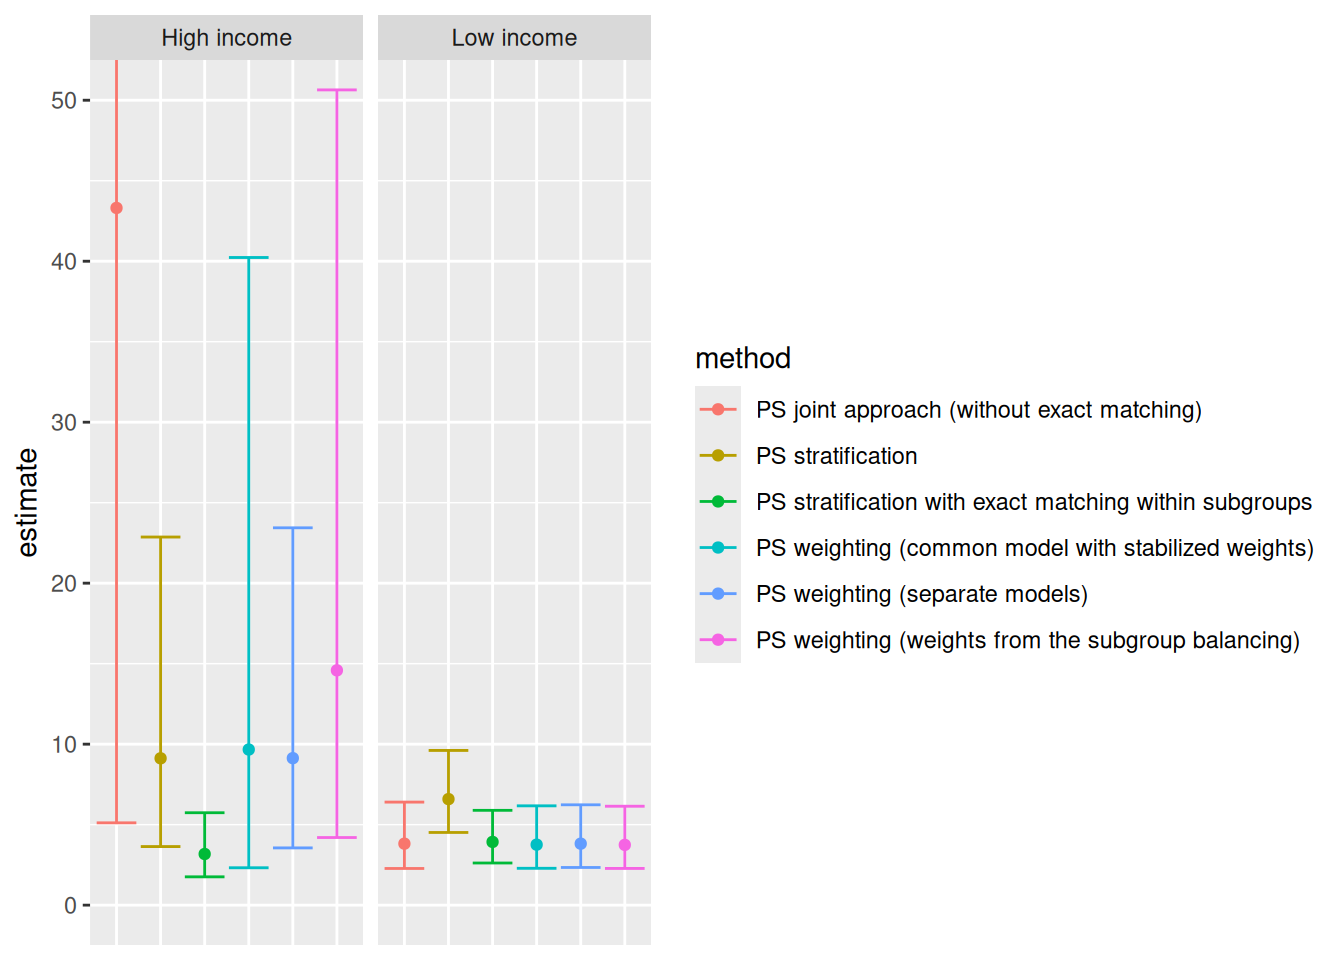 High income
Low income
50
40
30
20
10
0
estimate
method
PS joint approach (without exact matching)
PS stratification
PS stratification with exact matching within subgroups
PS weighting (common model with stabilized weights)
PS weighting (separate models)
PS weighting (weights from the subgroup balancing)